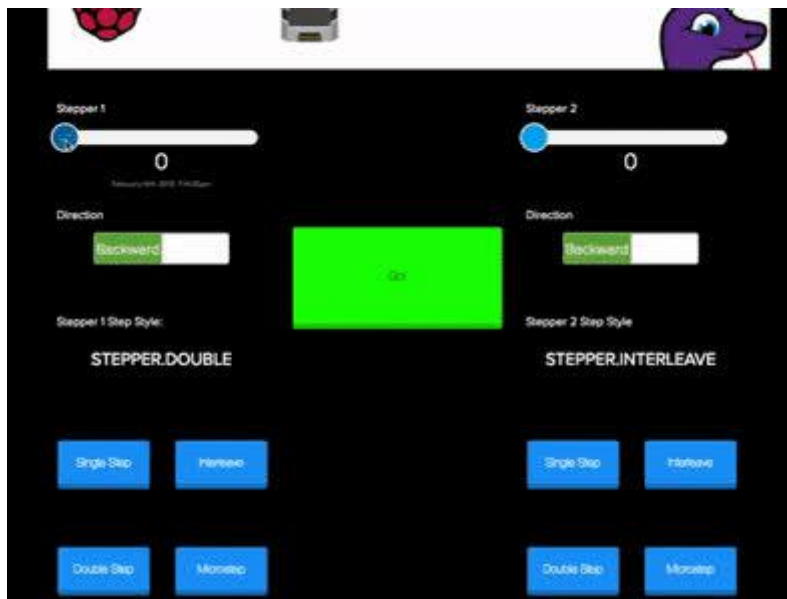 Stepper 1
0
Direction
Backward
Stepper 1 Step Style:
STEPPER.DOUBLE
Single Step
Interleave
Double Step
Microstep
Go!
Stepper 2
0
Direction
Backward
Stepper 2 Step Style
STEPPER.INTERLEAVE
Single Step
Interleave
Double Step
Microstep